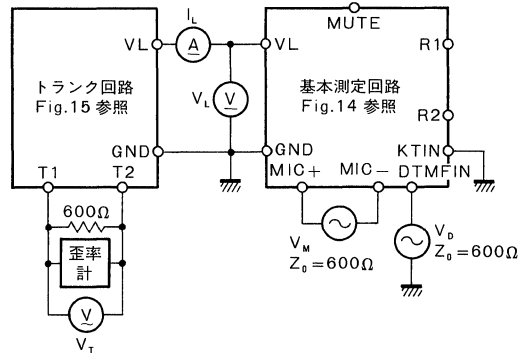 MUTE
I_L
VL
A
VL
R1
トランク回路
Fig.15 参照
V_L
V
基本測定回路
Fig.14 参照
R2
GND
GND
KTIN
T1
T2
MIC+
MIC−
DTMFIN
600Ω
歪率
計
V_M
Z₀=600Ω
V_D
Z₀=600Ω
V
V_T